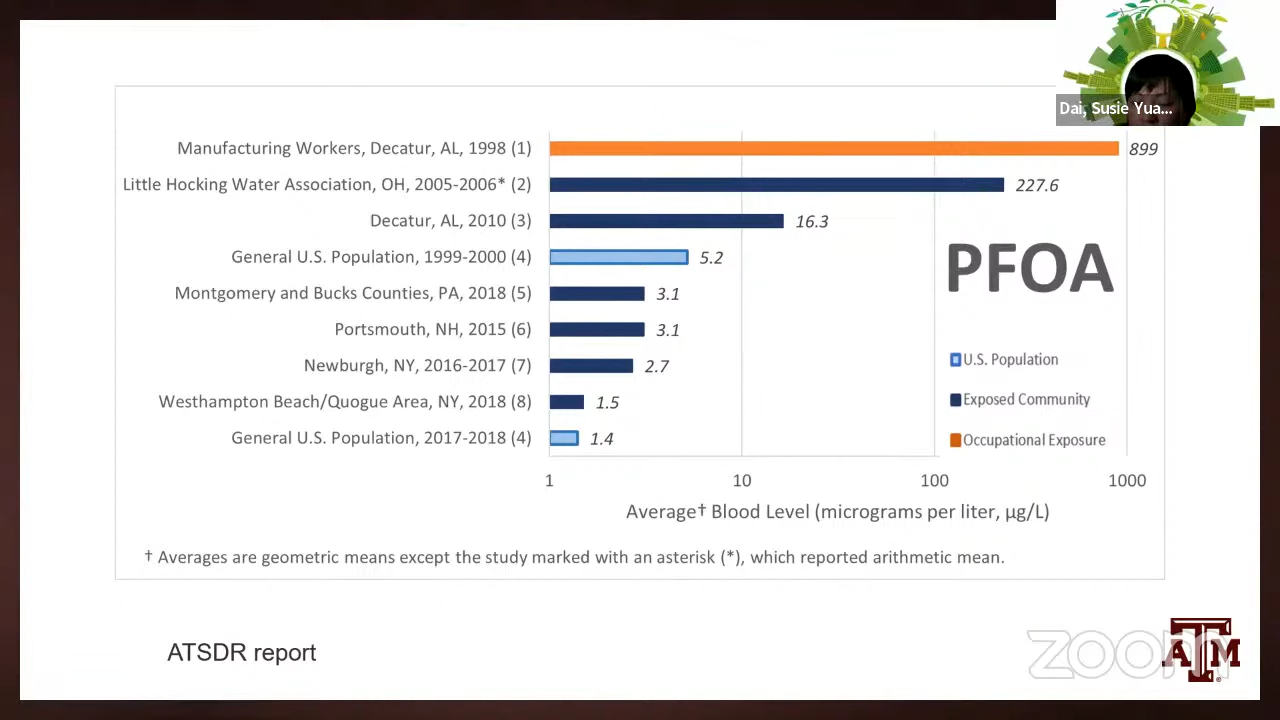 Dai, Susie Yua...
Manufacturing Workers, Decatur, AL, 1998 (1)
899
Little Hocking Water Association, OH, 2005-2006* (2)
227.6
Decatur, AL, 2010 (3)
16.3
General U.S. Population, 1999-2000 (4)
5.2
PFOA
Montgomery and Bucks Counties, PA, 2018 (5)
3.1
Portsmouth, NH, 2015 (6)
3.1
Newburgh, NY, 2016-2017 (7)
2.7
Westhampton Beach/Quogue Area, NY, 2018 (8)
1.5
General U.S. Population, 2017-2018 (4)
1.4
U.S. Population
Exposed Community
Occupational Exposure
1 10 100 1000
Average† Blood Level (micrograms per liter, µg/L)
† Averages are geometric means except the study marked with an asterisk (*), which reported arithmetic mean.
ATSDR report
zoom
ATM